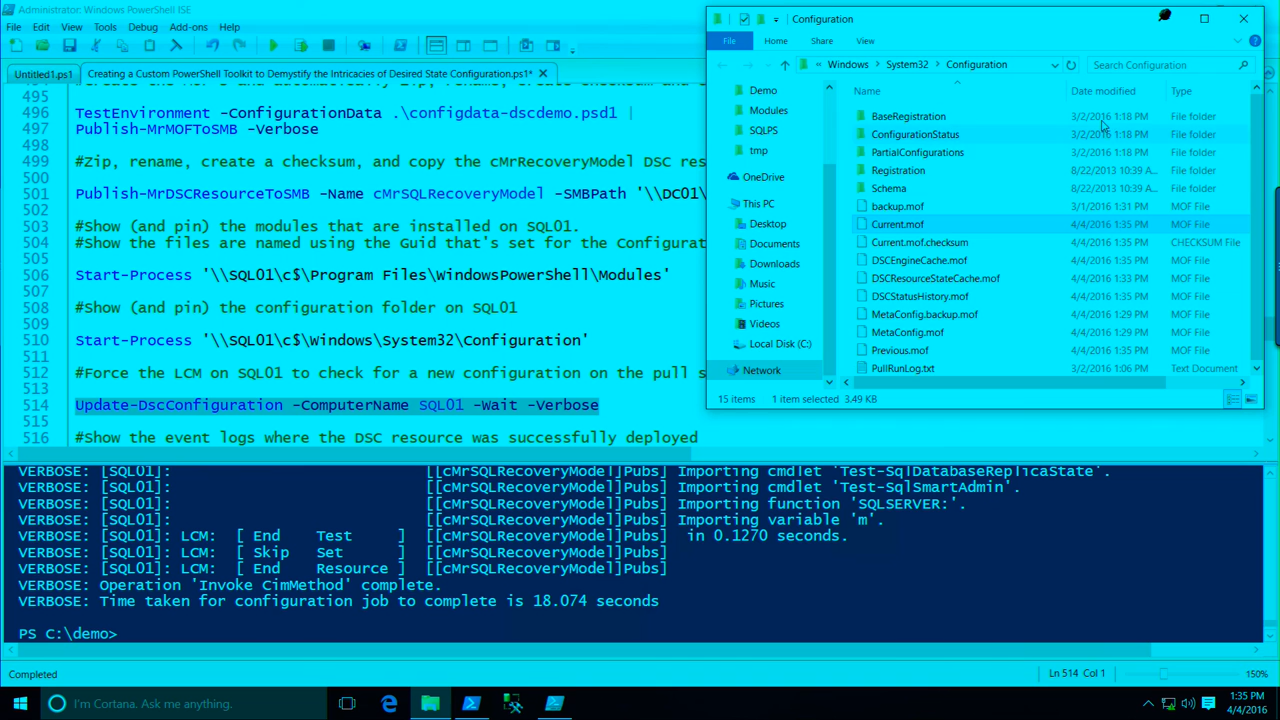 Administrator: Windows PowerShell ISE
File Edit View Tools Debug Add-ons Help
Untitled1.ps1 Creating a Custom PowerShell Toolkit to Demystify the Intricacies of Desired State Configuration.ps1*
495
496 TestEnvironment -ConfigurationData .\configdata-dscdemo.psd1 |
497 Publish-MrMOFToSMB -Verbose
498
499 #Zip, rename, create a checksum, and copy the cMrRecoveryModel DSC res
500
501 Publish-MrDSCResourceToSMB -Name cMrSQLRecoveryModel -SMBPath '\\DC01\
502
503 #Show (and pin) the modules that are installed on SQL01.
504 #Show the files are named using the Guid that's set for the Configurat
505
506 Start-Process '\\SQL01\c$\Program Files\WindowsPowerShell\Modules'
507
508 #Show (and pin) the configuration folder on SQL01
509
510 Start-Process '\\SQL01\c$\Windows\System32\Configuration'
511
512 #Force the LCM on SQL01 to check for a new configuration on the pull s
513
514 Update-DscConfiguration -ComputerName SQL01 -Wait -Verbose
515
516 #Show the event logs where the DSC resource was successfully deployed
Configuration
File Home Share View
« Windows › System32 › Configuration
Search Configuration
Demo
Modules
SQLPS
tmp
OneDrive
This PC
Desktop
Documents
Downloads
Music
Pictures
Videos
Local Disk (C:)
Network
Name Date modified Type
BaseRegistration 3/2/2016 1:18 PM File folder
ConfigurationStatus 3/2/2016 1:18 PM File folder
PartialConfigurations 3/2/2016 1:18 PM File folder
Registration 8/22/2013 10:39 A... File folder
Schema 8/22/2013 10:39 A... File folder
backup.mof 3/1/2016 1:31 PM MOF File
Current.mof 4/4/2016 1:35 PM MOF File
Current.mof.checksum 4/4/2016 1:35 PM CHECKSUM File
DSCEngineCache.mof 4/4/2016 1:35 PM MOF File
DSCResourceStateCache.mof 4/4/2016 1:33 PM MOF File
DSCStatusHistory.mof 4/4/2016 1:35 PM MOF File
MetaConfig.backup.mof 4/4/2016 1:29 PM MOF File
MetaConfig.mof 4/4/2016 1:29 PM MOF File
Previous.mof 4/4/2016 1:35 PM MOF File
PullRunLog.txt 3/2/2016 1:06 PM Text Document
15 items 1 item selected 3.49 KB
VERBOSE: [SQL01]: [[cMrSQLRecoveryModel]Pubs] Importing cmdlet 'Test-SqlDatabaseReplicaState'.
VERBOSE: [SQL01]: [[cMrSQLRecoveryModel]Pubs] Importing cmdlet 'Test-SqlSmartAdmin'.
VERBOSE: [SQL01]: [[cMrSQLRecoveryModel]Pubs] Importing function 'SQLSERVER:'.
VERBOSE: [SQL01]: [[cMrSQLRecoveryModel]Pubs] Importing variable 'm'.
VERBOSE: [SQL01]: LCM: [ End Test ] [[cMrSQLRecoveryModel]Pubs] in 0.1270 seconds.
VERBOSE: [SQL01]: LCM: [ Skip Set ] [[cMrSQLRecoveryModel]Pubs]
VERBOSE: [SQL01]: LCM: [ End Resource ] [[cMrSQLRecoveryModel]Pubs]
VERBOSE: Operation 'Invoke CimMethod' complete.
VERBOSE: Time taken for configuration job to complete is 18.074 seconds
PS C:\demo>
Completed Ln 514 Col 1 150%
I'm Cortana. Ask me anything.
1:35 PM
4/4/2016